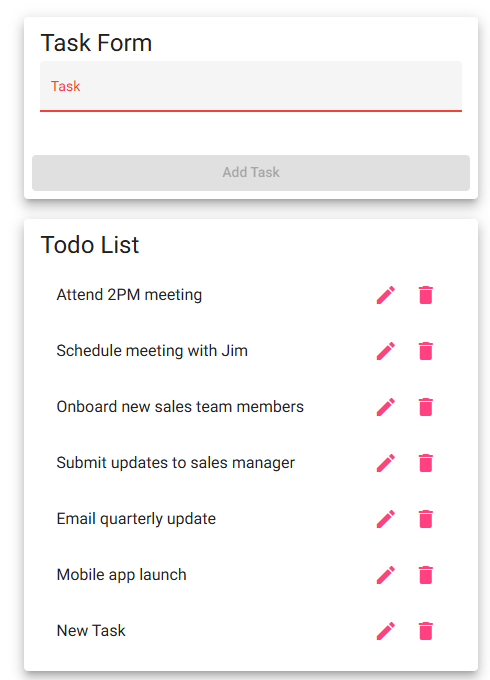 Task Form
Task
Add Task
Todo List
Attend 2PM meeting
Schedule meeting with Jim
Onboard new sales team members
Submit updates to sales manager
Email quarterly update
Mobile app launch
New Task